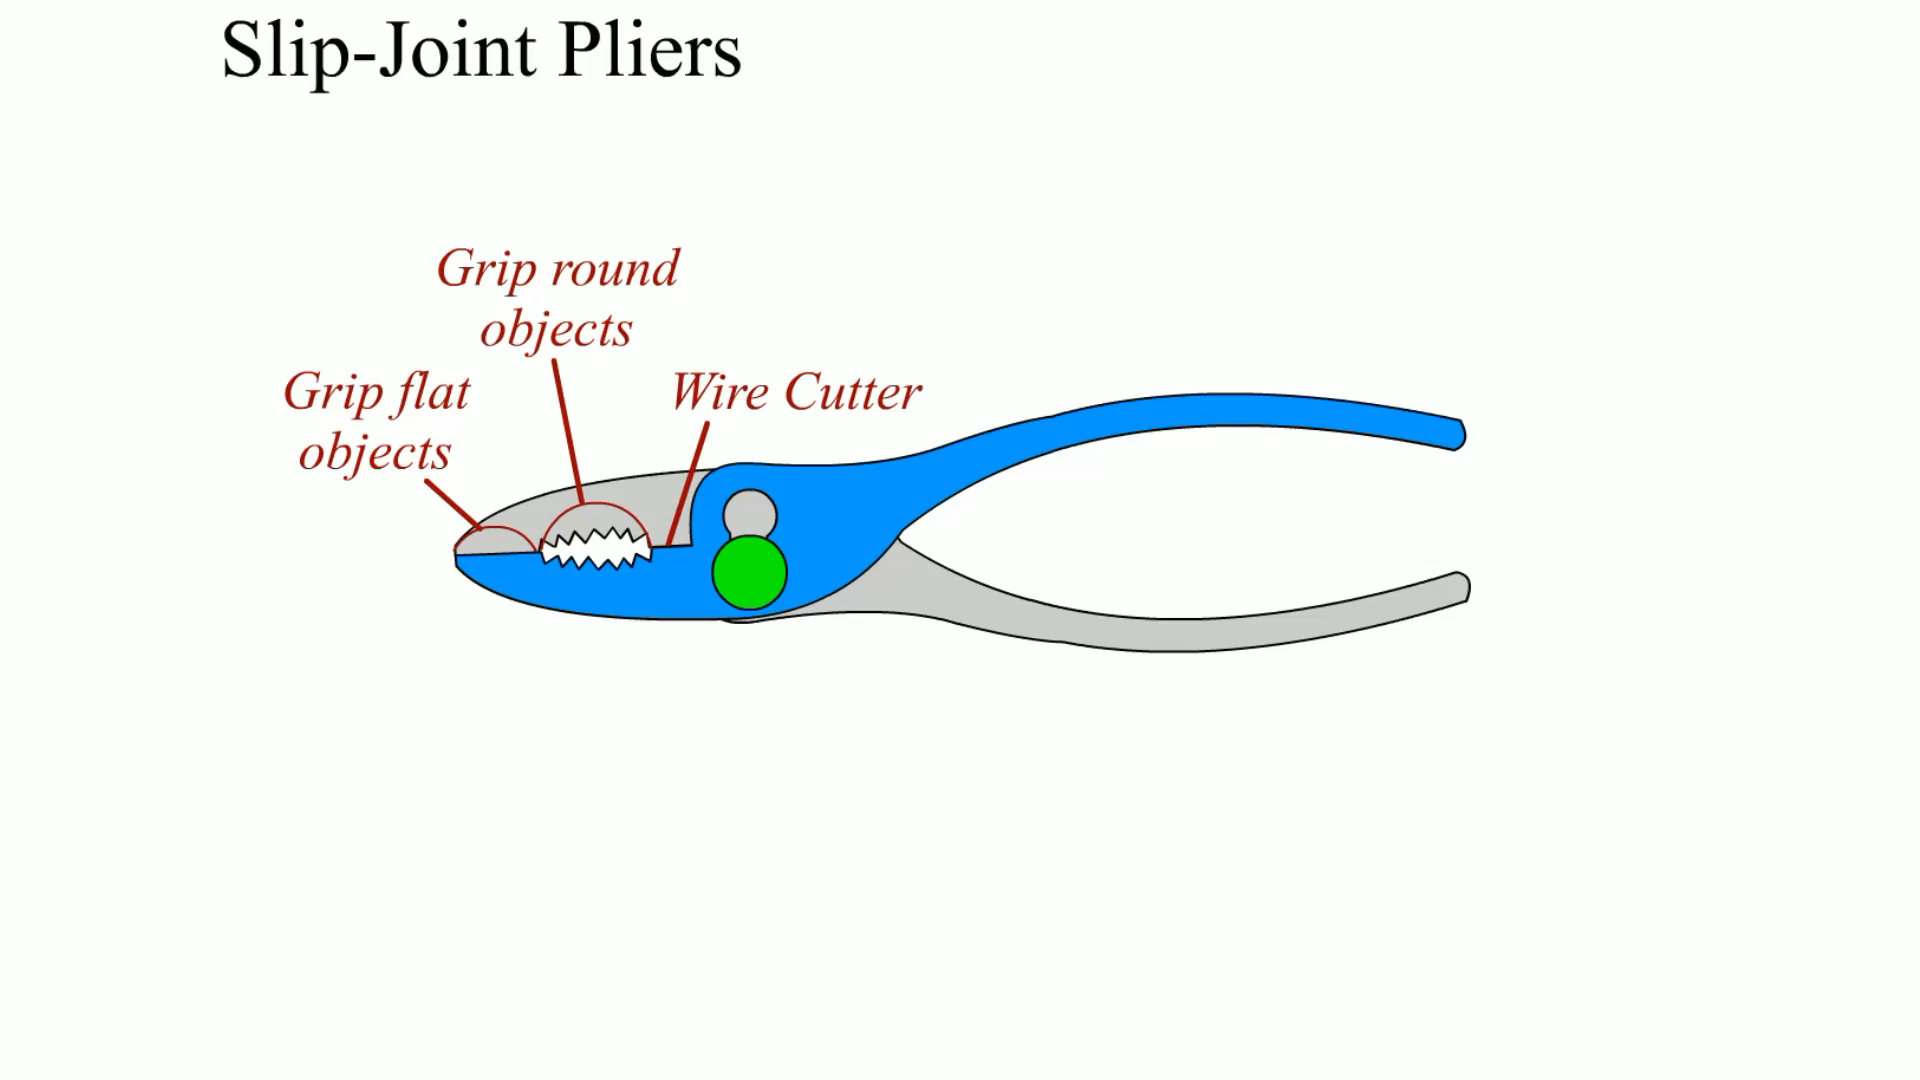 Slip-Joint Pliers
Grip round
objects
Grip flat
objects
Wire Cutter